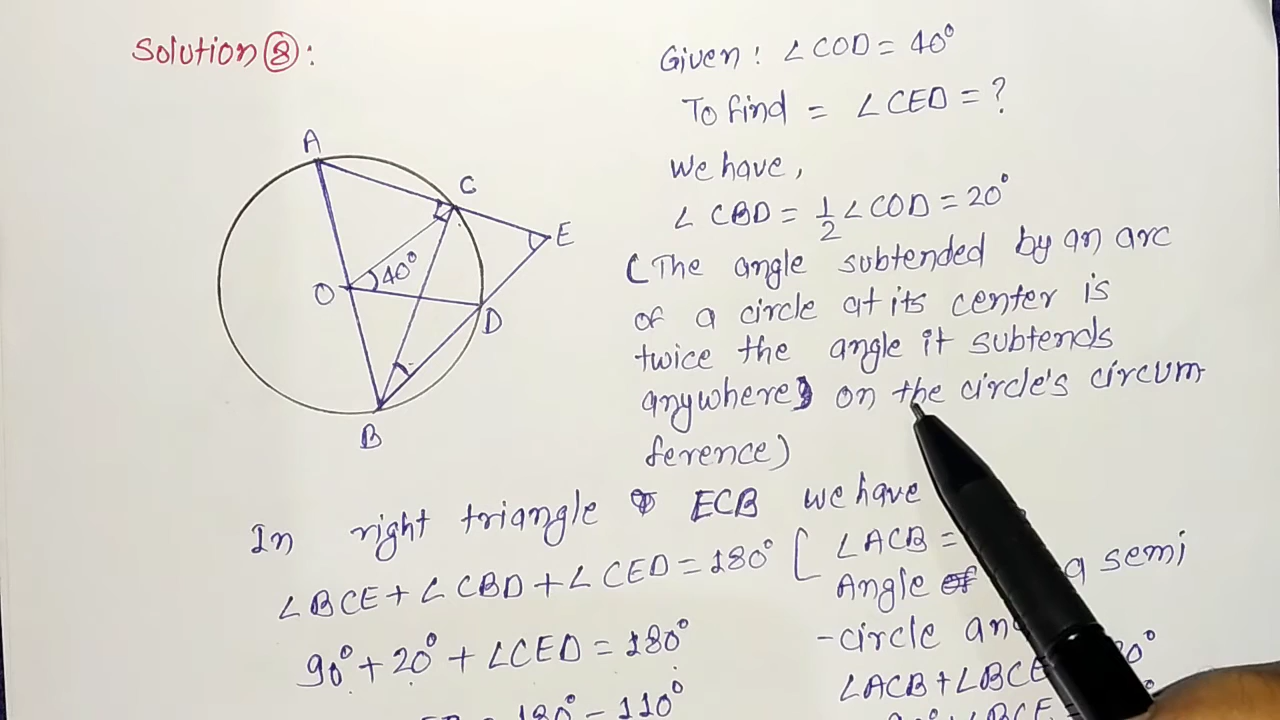 Solution 8:
Given: ∠COD = 40°
To find = ∠CED = ?
We have,
∠CBD = 1/2 ∠COD = 20°
(The angle subtended by an arc
of a circle at its center is
twice the angle it subtends
anywhere on the circle's circum
ference)
A
C
E
O
40°
D
B
In right triangle ECB we have
∠BCE + ∠CBD + ∠CED = 180°
90° + 20° + ∠CED = 180°
= 180° - 110°
[ ∠ACB =
Angle a semi
-circle
∠ACB + ∠BCE